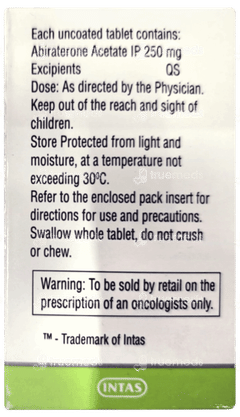 Each uncoated tablet contains:
Abiraterone Acetate IP 250 mg
Excipients QS
Dose: As directed by the Physician.
Keep out of the reach and sight of
children.
Store Protected from light and
moisture, at a temperature not
exceeding 30°C.
Refer to the enclosed pack insert for
directions for use and precautions.
Swallow whole tablet, do not crush
or chew.
Warning: To be sold by retail on the
prescription of an oncologists only.
™ - Trademark of Intas
INTAS